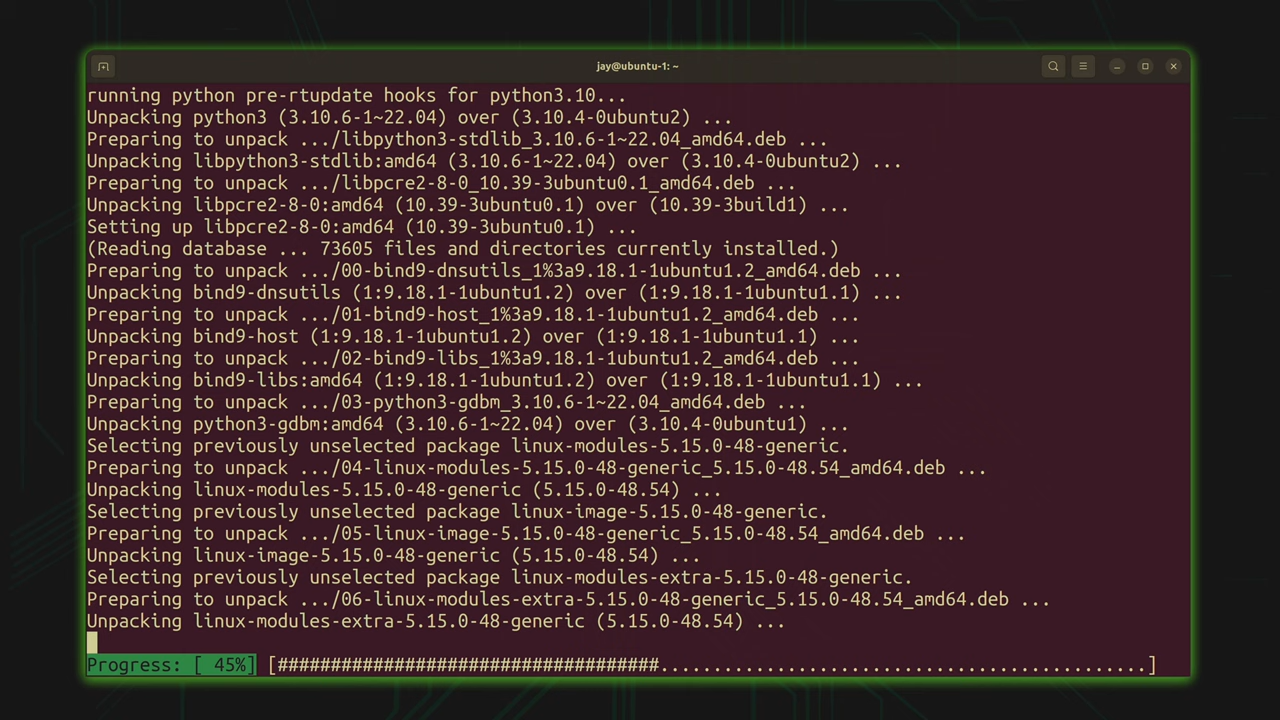 jay@ubuntu-1: ~
running python pre-rtupdate hooks for python3.10...
Unpacking python3 (3.10.6-1~22.04) over (3.10.4-0ubuntu2) ...
Preparing to unpack .../libpython3-stdlib_3.10.6-1~22.04_amd64.deb ...
Unpacking libpython3-stdlib:amd64 (3.10.6-1~22.04) over (3.10.4-0ubuntu2) ...
Preparing to unpack .../libpcre2-8-0_10.39-3ubuntu0.1_amd64.deb ...
Unpacking libpcre2-8-0:amd64 (10.39-3ubuntu0.1) over (10.39-3build1) ...
Setting up libpcre2-8-0:amd64 (10.39-3ubuntu0.1) ...
(Reading database ... 73605 files and directories currently installed.)
Preparing to unpack .../00-bind9-dnsutils_1%3a9.18.1-1ubuntu1.2_amd64.deb ...
Unpacking bind9-dnsutils (1:9.18.1-1ubuntu1.2) over (1:9.18.1-1ubuntu1.1) ...
Preparing to unpack .../01-bind9-host_1%3a9.18.1-1ubuntu1.2_amd64.deb ...
Unpacking bind9-host (1:9.18.1-1ubuntu1.2) over (1:9.18.1-1ubuntu1.1) ...
Preparing to unpack .../02-bind9-libs_1%3a9.18.1-1ubuntu1.2_amd64.deb ...
Unpacking bind9-libs:amd64 (1:9.18.1-1ubuntu1.2) over (1:9.18.1-1ubuntu1.1) ...
Preparing to unpack .../03-python3-gdbm_3.10.6-1~22.04_amd64.deb ...
Unpacking python3-gdbm:amd64 (3.10.6-1~22.04) over (3.10.4-0ubuntu1) ...
Selecting previously unselected package linux-modules-5.15.0-48-generic.
Preparing to unpack .../04-linux-modules-5.15.0-48-generic_5.15.0-48.54_amd64.deb ...
Unpacking linux-modules-5.15.0-48-generic (5.15.0-48.54) ...
Selecting previously unselected package linux-image-5.15.0-48-generic.
Preparing to unpack .../05-linux-image-5.15.0-48-generic_5.15.0-48.54_amd64.deb ...
Unpacking linux-image-5.15.0-48-generic (5.15.0-48.54) ...
Selecting previously unselected package linux-modules-extra-5.15.0-48-generic.
Preparing to unpack .../06-linux-modules-extra-5.15.0-48-generic_5.15.0-48.54_amd64.deb ...
Unpacking linux-modules-extra-5.15.0-48-generic (5.15.0-48.54) ...
Progress: [ 45%] [####################################..............................................]